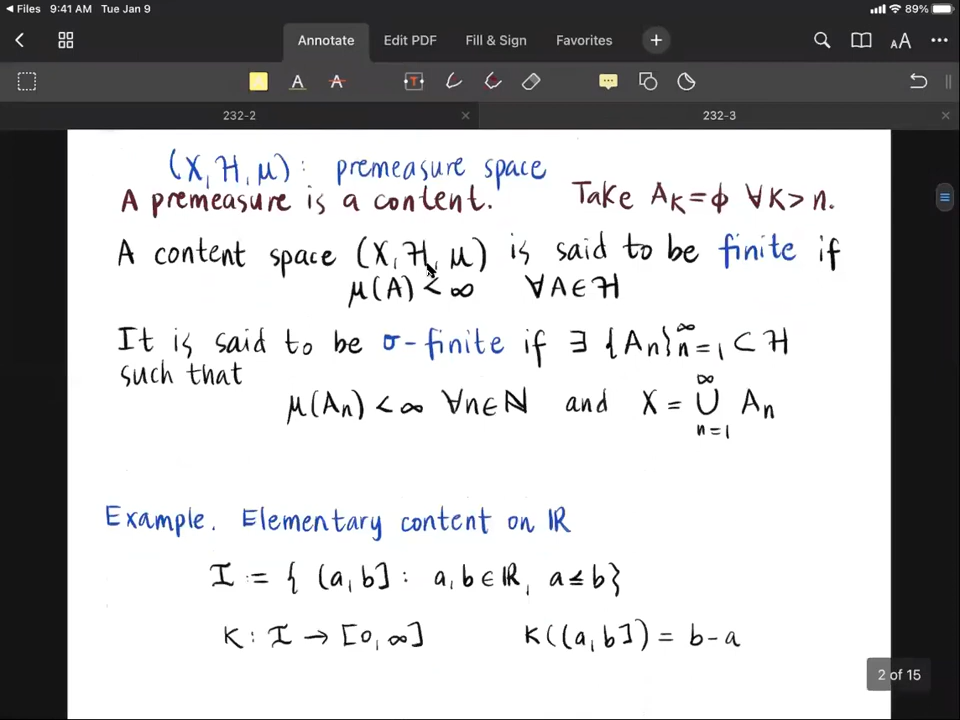 Files 9:41 AM Tue Jan 9 89%
Annotate Edit PDF Fill & Sign Favorites
232-2 232-3
(X, ℋ, μ): premeasure space
A premeasure is a content. Take A_K = ϕ ∀K > n.
A content space (X, ℋ, μ) is said to be finite if
μ(A) < ∞ ∀A ∈ ℋ
It is said to be σ-finite if ∃ {A_n}_{n=1}^∞ ⊂ ℋ
such that
μ(A_n) < ∞ ∀n ∈ ℕ and X = ⋃_{n=1}^∞ A_n
Example. Elementary content on ℝ
ℐ := { (a, b] : a, b ∈ ℝ, a ≤ b}
K : ℐ → [0, ∞] K((a, b]) = b - a
2 of 15